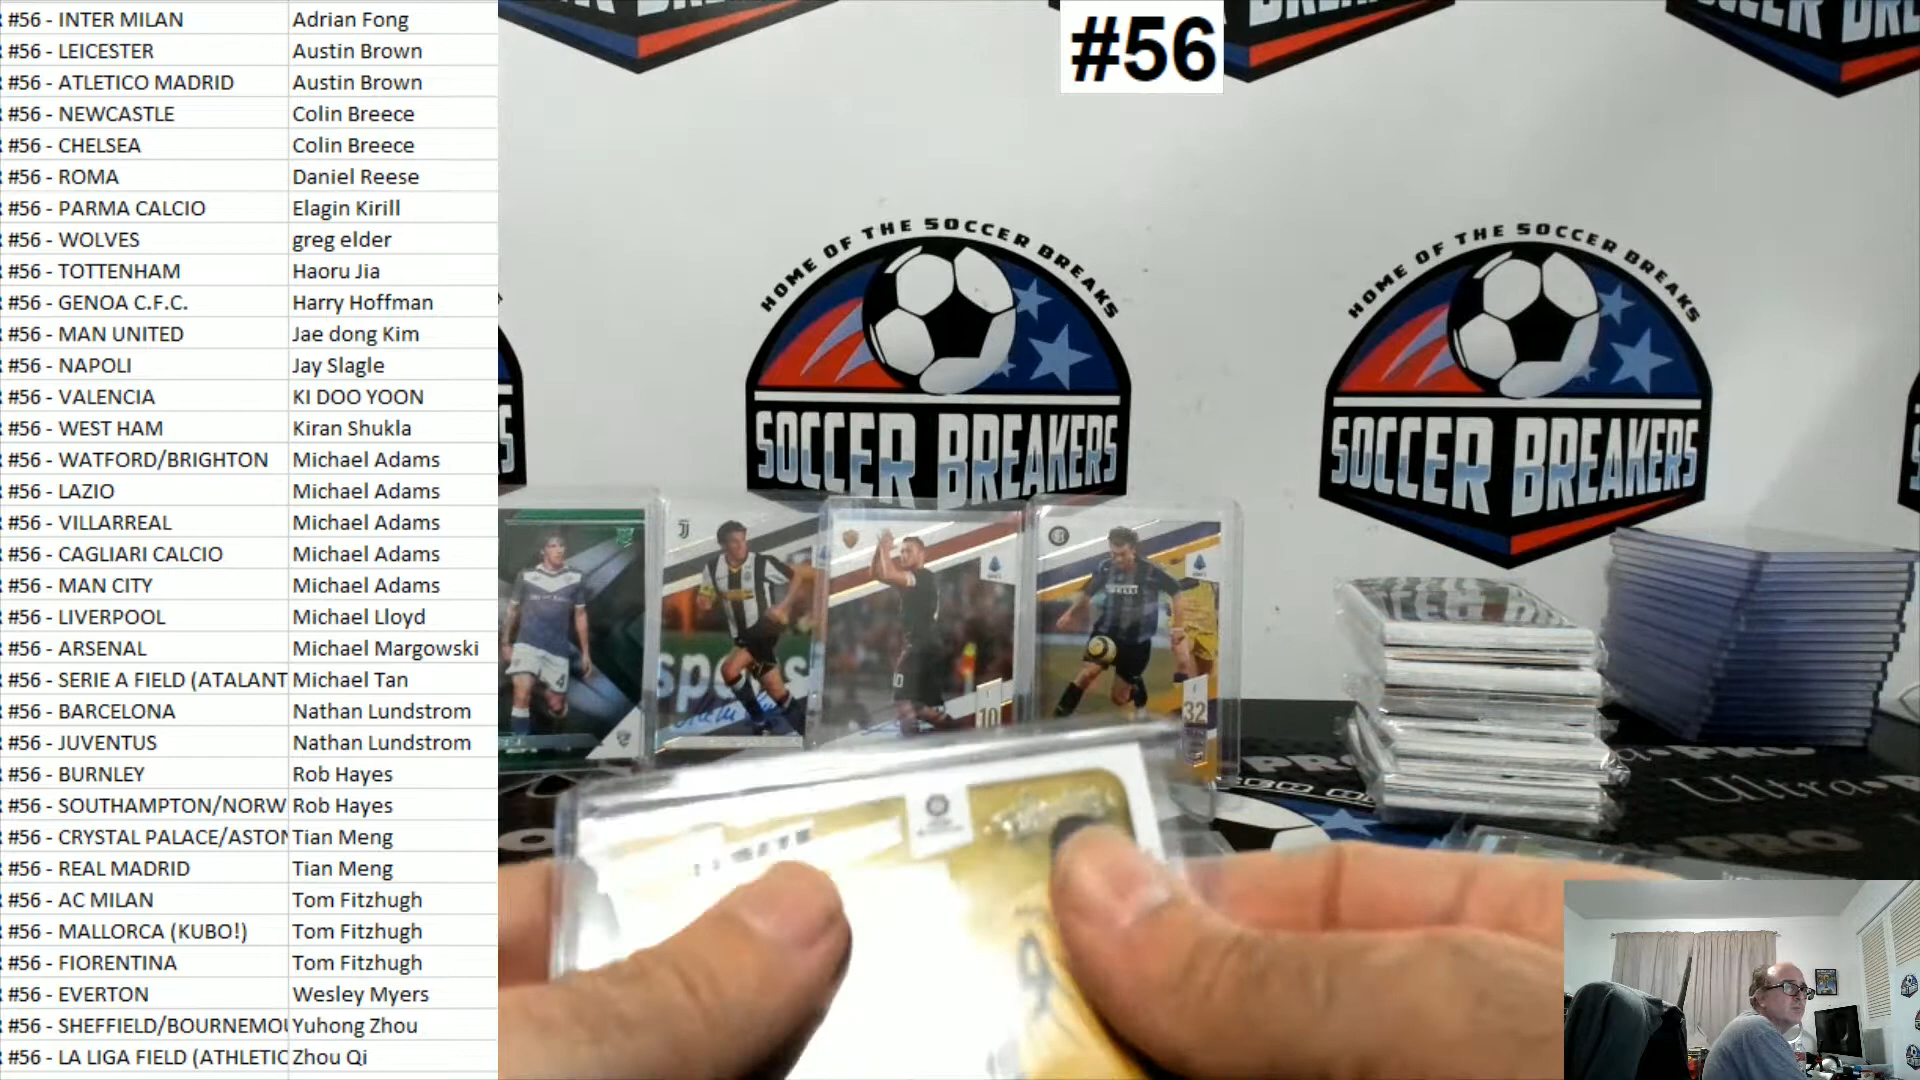 #56 - INTER MILAN Adrian Fong
#56 - LEICESTER Austin Brown
#56 - ATLETICO MADRID Austin Brown
#56 - NEWCASTLE Colin Breece
#56 - CHELSEA Colin Breece
#56 - ROMA Daniel Reese
#56 - PARMA CALCIO Elagin Kirill
#56 - WOLVES greg elder
#56 - TOTTENHAM Haoru Jia
#56 - GENOA C.F.C. Harry Hoffman
#56 - MAN UNITED Jae dong Kim
#56 - NAPOLI Jay Slagle
#56 - VALENCIA KI DOO YOON
#56 - WEST HAM Kiran Shukla
#56 - WATFORD/BRIGHTON Michael Adams
#56 - LAZIO Michael Adams
#56 - VILLARREAL Michael Adams
#56 - CAGLIARI CALCIO Michael Adams
#56 - MAN CITY Michael Adams
#56 - LIVERPOOL Michael Lloyd
#56 - ARSENAL Michael Margowski
#56 - SERIE A FIELD (ATALANT Michael Tan
#56 - BARCELONA Nathan Lundstrom
#56 - JUVENTUS Nathan Lundstrom
#56 - BURNLEY Rob Hayes
#56 - SOUTHAMPTON/NORW Rob Hayes
#56 - CRYSTAL PALACE/ASTON Tian Meng
#56 - REAL MADRID Tian Meng
#56 - AC MILAN Tom Fitzhugh
#56 - MALLORCA (KUBO!) Tom Fitzhugh
#56 - FIORENTINA Tom Fitzhugh
#56 - EVERTON Wesley Myers
#56 - SHEFFIELD/BOURNEMOU Yuhong Zhou
#56 - LA LIGA FIELD (ATHLETIC Zhou Qi
#56
HOME OF THE SOCCER BREAKS
SOCCER BREAKERS
HOME OF THE SOCCER BREAKS
SOCCER BREAKERS
PIRELLI
10
32
Ultra PRO